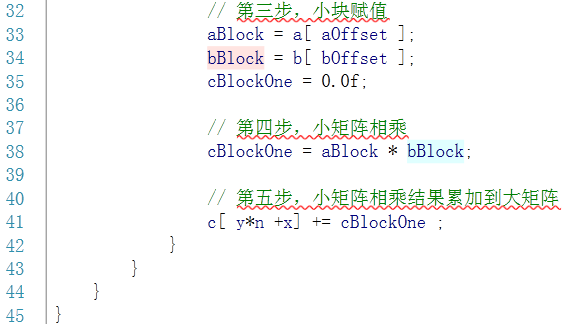 32 // 第三步，小块赋值
33 aBlock = a[ aOffset ];
34 bBlock = b[ bOffset ];
35 cBlockOne = 0.0f;
36
37 // 第四步，小矩阵相乘
38 cBlockOne = aBlock * bBlock;
39
40 // 第五步，小矩阵相乘结果累加到大矩阵
41 c[ y*n +x] += cBlockOne ;
42 }
43 }
44 }
45 }